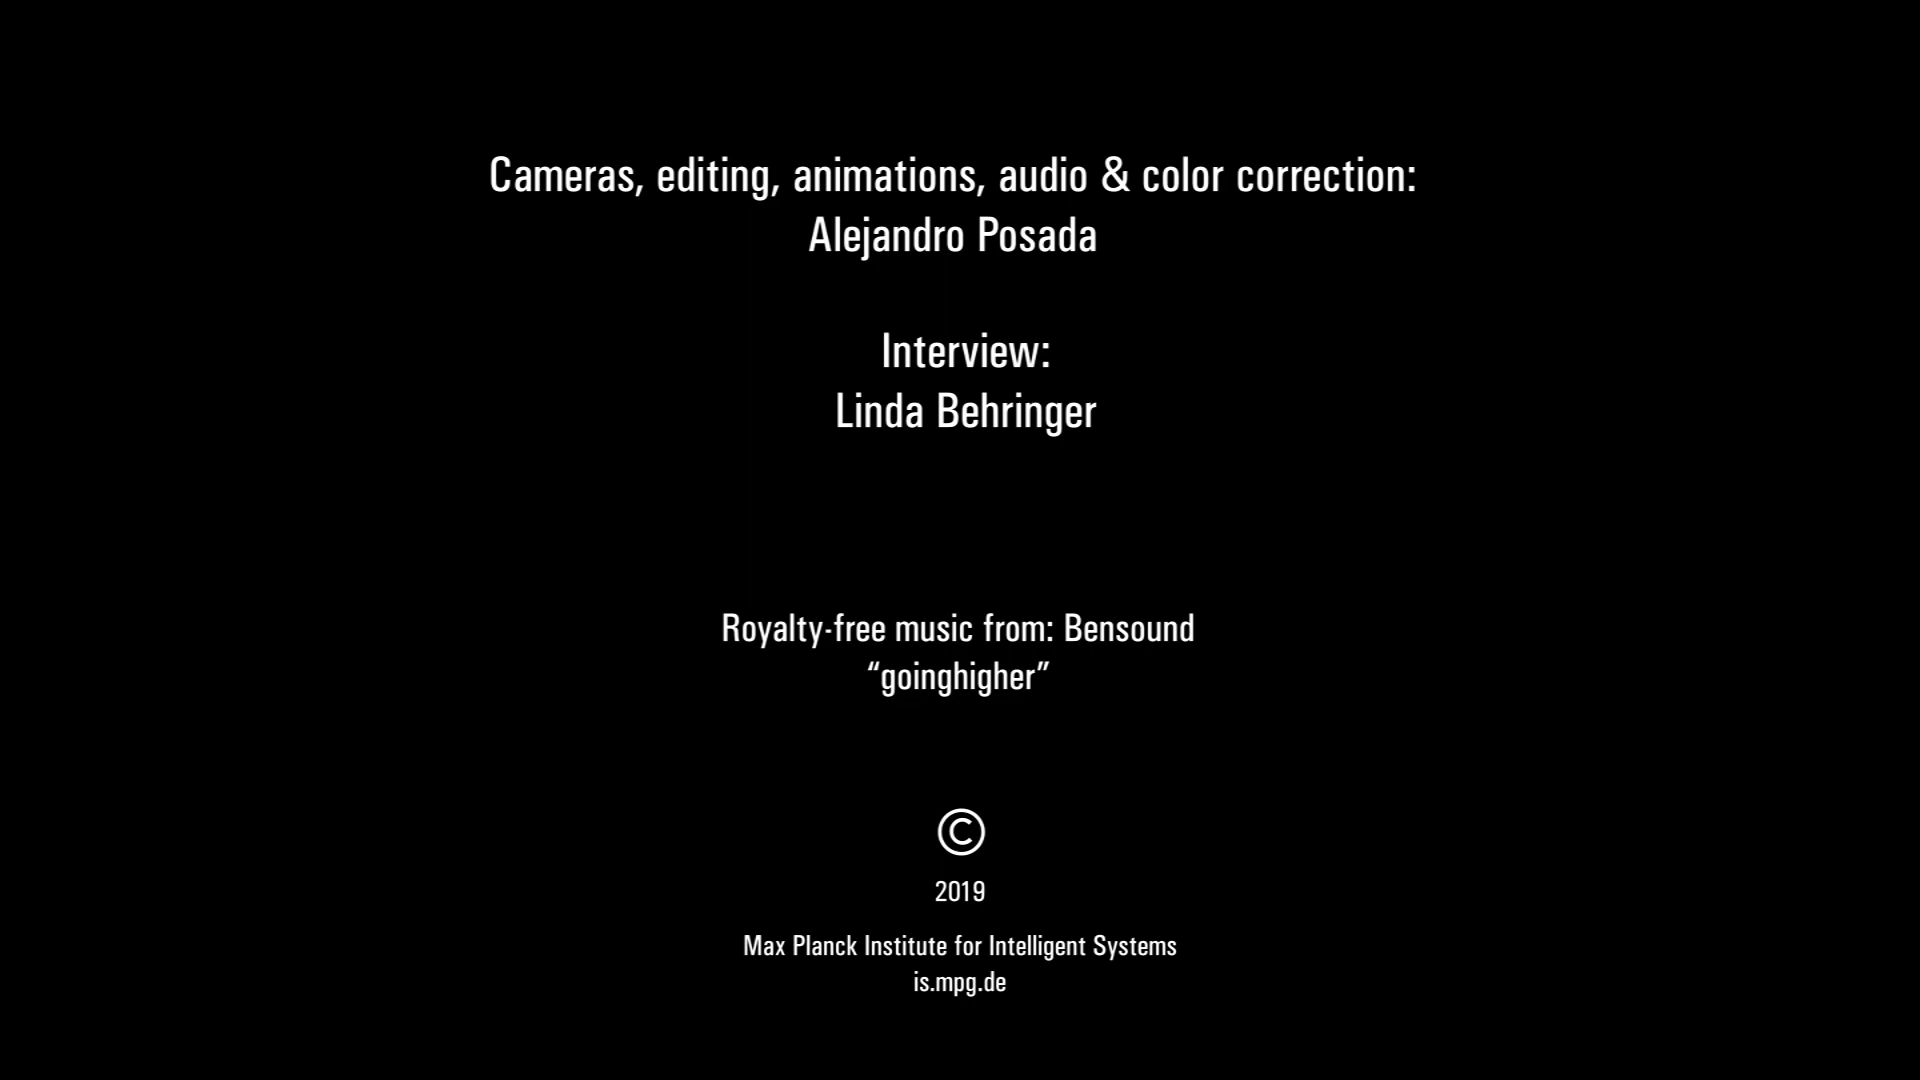 Cameras, editing, animations, audio & color correction:
Alejandro Posada
Interview:
Linda Behringer
Royalty-free music from: Bensound
“goinghigher”
©
2019
Max Planck Institute for Intelligent Systems
is.mpg.de